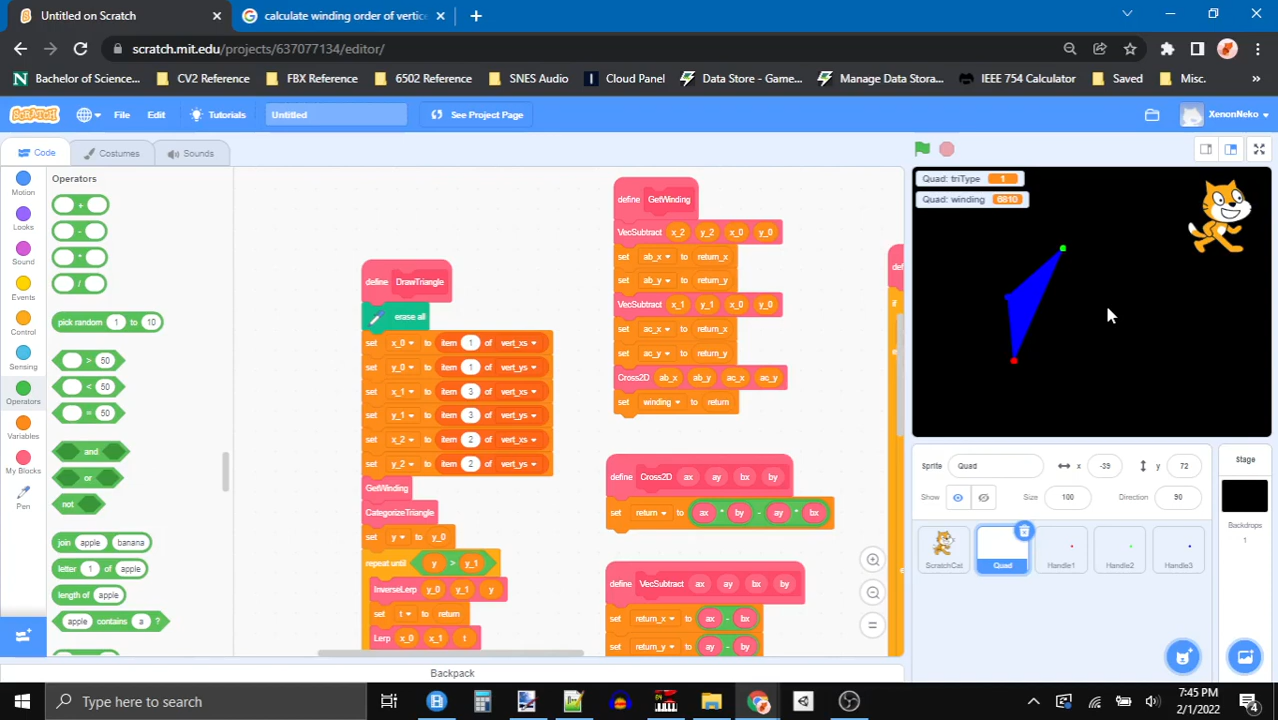 Untitled on Scratch
calculate winding order of vertice
scratch.mit.edu/projects/637077134/editor/
Bachelor of Science...
CV2 Reference
FBX Reference
6502 Reference
SNES Audio
Cloud Panel
Data Store - Game...
Manage Data Stora...
IEEE 754 Calculator
Saved
Misc.
SCRATCH
File
Edit
Tutorials
Untitled
See Project Page
XenonNeko
Code
Costumes
Sounds
Motion
Looks
Sound
Events
Control
Sensing
Operators
Variables
My Blocks
Pen
Operators
+
-
*
/
pick random 1 to 10
> 50
< 50
= 50
and
or
not
join apple banana
letter 1 of apple
length of apple
apple contains a ?
define DrawTriangle
erase all
set x_0 to item 1 of vert_xs
set y_0 to item 1 of vert_ys
set x_1 to item 3 of vert_xs
set y_1 to item 3 of vert_ys
set x_2 to item 2 of vert_xs
set y_2 to item 2 of vert_ys
GetWinding
CategorizeTriangle
set y to y_0
repeat until y > y_1
InverseLerp y_0 y_1 y
set t to return
Lerp x_0 x_1 t
define GetWinding
VecSubtract x_2 y_2 x_0 y_0
set ab_x to return_x
set ab_y to return_y
VecSubtract x_1 y_1 x_0 y_0
set ac_x to return_x
set ac_y to return_y
Cross2D ab_x ab_y ac_x ac_y
set winding to return
define Cross2D ax ay bx by
set return to ax * by - ay * bx
define VecSubtract ax ay bx by
set return_x to ax - bx
set return_y to ay - by
Quad: triType 1
Quad: winding 6810
Sprite Quad x -39 y 72
Show Size 100 Direction 90
ScratchCat
Quad
Handle1
Handle2
Handle3
Stage
Backdrops
1
Backpack
Type here to search
7:45 PM
2/1/2022
4